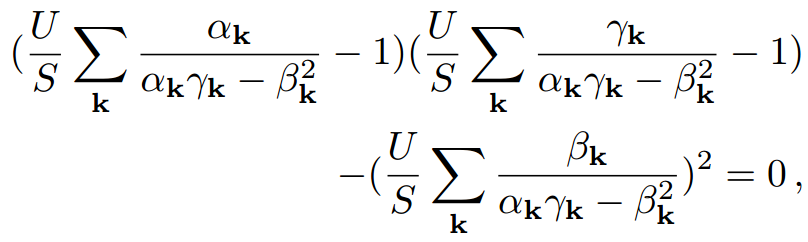 (\frac{U}{S} \sum_{\mathbf{k}} \frac{\alpha_{\mathbf{k}}}{\alpha_{\mathbf{k}}\gamma_{\mathbf{k}} - \beta_{\mathbf{k}}^2} - 1)(\frac{U}{S} \sum_{\mathbf{k}} \frac{\gamma_{\mathbf{k}}}{\alpha_{\mathbf{k}}\gamma_{\mathbf{k}} - \beta_{\mathbf{k}}^2} - 1)
-(\frac{U}{S} \sum_{\mathbf{k}} \frac{\beta_{\mathbf{k}}}{\alpha_{\mathbf{k}}\gamma_{\mathbf{k}} - \beta_{\mathbf{k}}^2})^2 = 0 ,